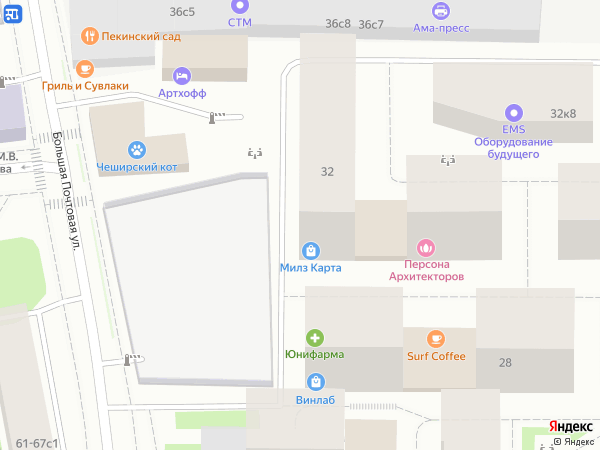 36с5
СТМ
36с8
36с7
Ама-пресс
Пекинский сад
Гриль и Сувлаки
Артхофф
32к8
EMS
Оборудование
будущего
М.В.
ва
Чеширский кот
32
Большая Почтовая ул.
Милз Карта
Персона
Архитекторов
Юнифарма
Surf Coffee
28
Винлаб
61-67с1
Яндекс
© Яндекс